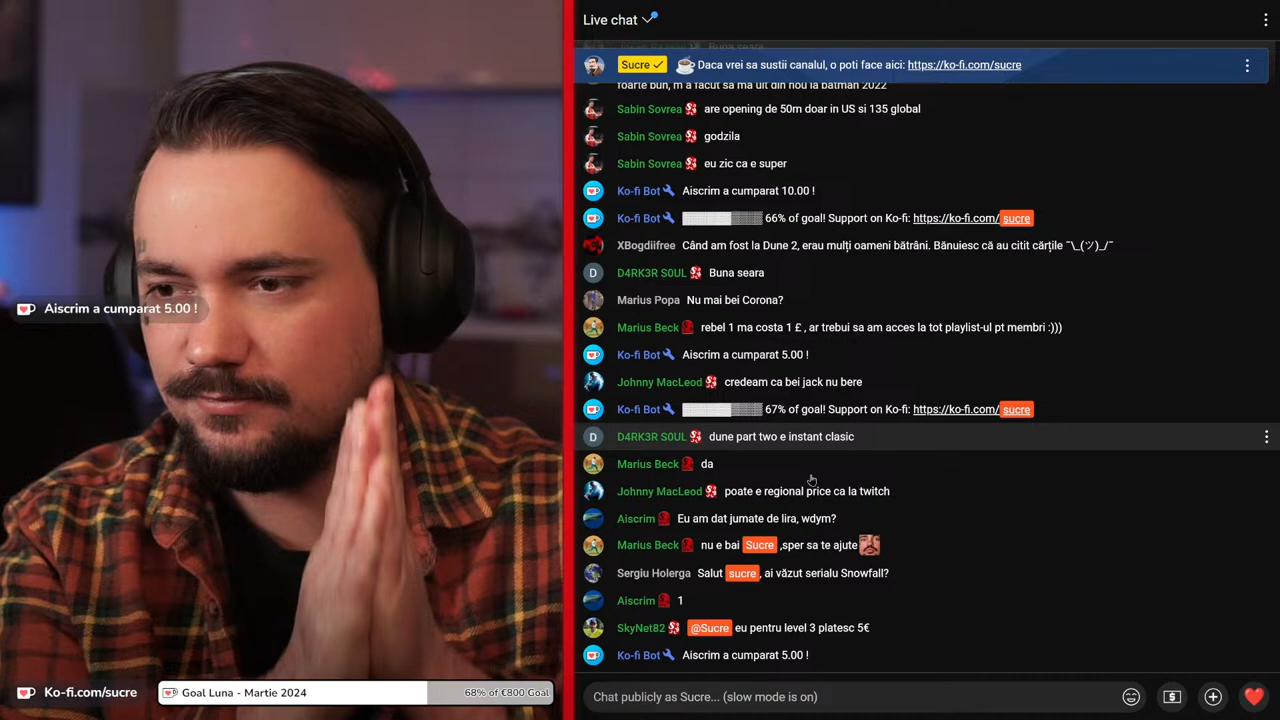 Live chat
Sucre
Daca vrei sa sustii canalul, o poti face aici: https://ko-fi.com/sucre
foarte bun, m a facut sa ma uit din nou la batman 2022
Sabin Sovrea are opening de 50m doar in US si 135 global
Sabin Sovrea godzila
Sabin Sovrea eu zic ca e super
Ko-fi Bot Aiscrim a cumparat 10.00 !
Ko-fi Bot ▒▒▒▒▒▒░░░░ 66% of goal! Support on Ko-fi: https://ko-fi.com/sucre
XBogdiifree Când am fost la Dune 2, erau mulți oameni bătrâni. Bănuiesc că au citit cărțile ¯\_(ツ)_/¯
D D4RK3R S0UL Buna seara
Marius Popa Nu mai bei Corona?
Marius Beck rebel 1 ma costa 1 £ , ar trebui sa am acces la tot playlist-ul pt membri :)))
Ko-fi Bot Aiscrim a cumparat 5.00 !
Johnny MacLeod credeam ca bei jack nu bere
Ko-fi Bot ▒▒▒▒▒▒░░░░ 67% of goal! Support on Ko-fi: https://ko-fi.com/sucre
D D4RK3R S0UL dune part two e instant clasic
Marius Beck da
Johnny MacLeod poate e regional price ca la twitch
Aiscrim Eu am dat jumate de lira, wdym?
Marius Beck nu e bai Sucre ,sper sa te ajute
Sergiu Holerga Salut sucre, ai văzut serialu Snowfall?
Aiscrim 1
SkyNet82 @Sucre eu pentru level 3 platesc 5€
Ko-fi Bot Aiscrim a cumparat 5.00 !
Chat publicly as Sucre... (slow mode is on)
Aiscrim a cumparat 5.00 !
Ko-fi.com/sucre
Goal Luna - Martie 2024
68% of €800 Goal